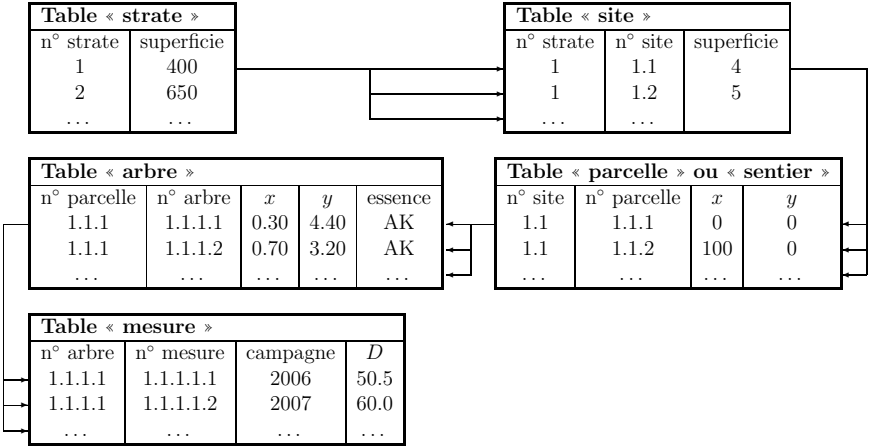 Table « strate »
n° strate superficie
1 400
2 650
... ...
Table « site »
n° strate n° site superficie
1 1.1 4
1 1.2 5
... ...
Table « arbre »
n° parcelle n° arbre x y essence
1.1.1 1.1.1.1 0.30 4.40 AK
1.1.1 1.1.1.2 0.70 3.20 AK
... ... ... ... ...
Table « parcelle » ou « sentier »
n° site n° parcelle x y
1.1 1.1.1 0 0
1.1 1.1.2 100 0
... ... ... ...
Table « mesure »
n° arbre n° mesure campagne D
1.1.1.1 1.1.1.1.1 2006 50.5
1.1.1.1 1.1.1.1.2 2007 60.0
... ... ... ...